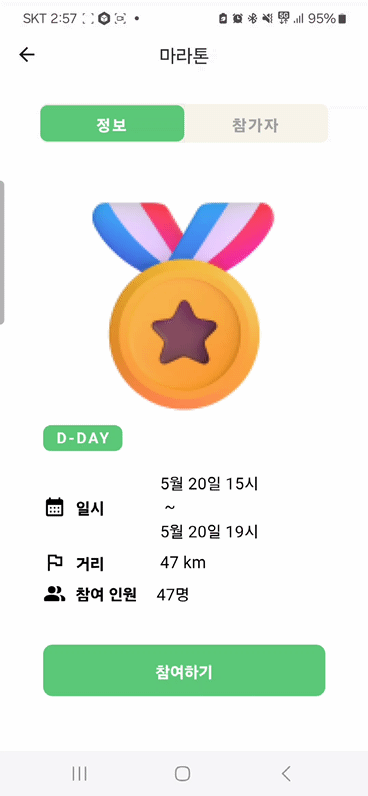 SKT 2:57
95%
마라톤
정보
참가자
D-DAY
일시
5월 20일 15시
~
5월 20일 19시
거리 47 km
참여 인원 47명
참여하기